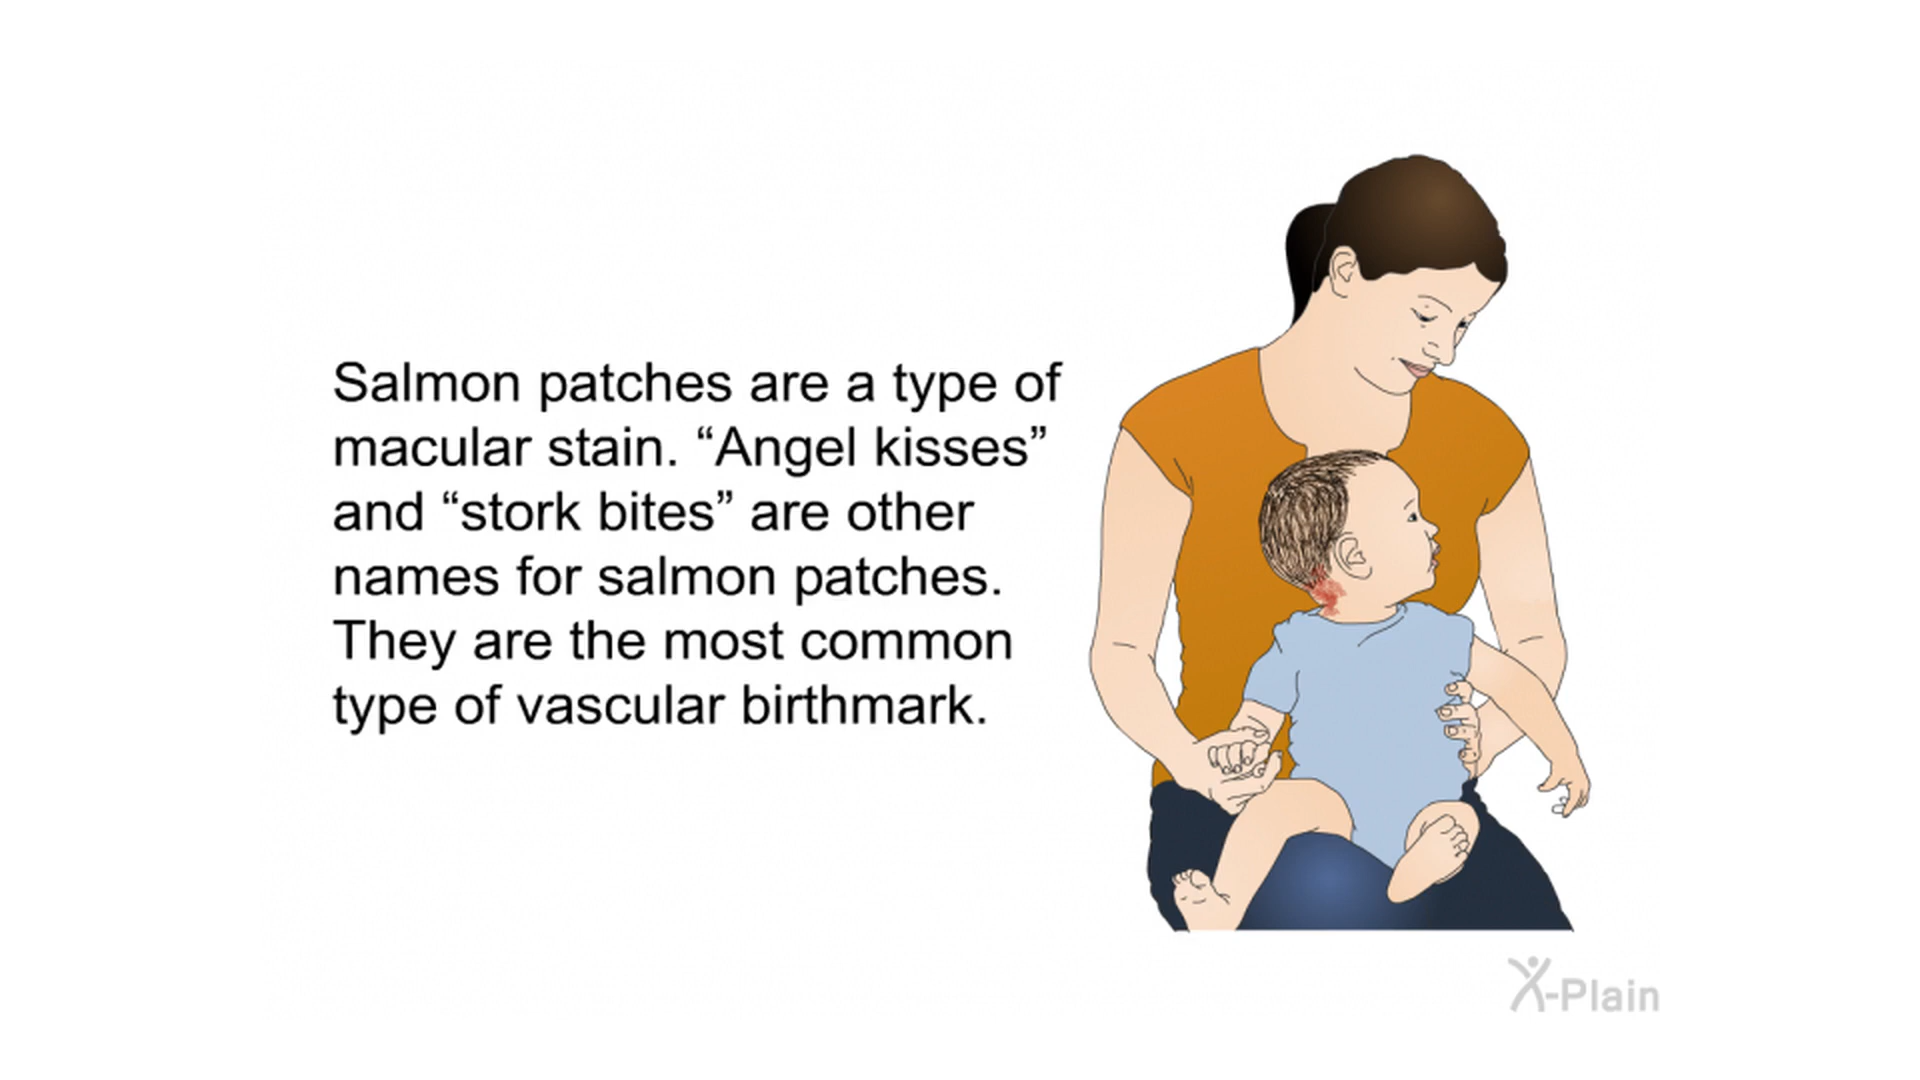 Salmon patches are a type of
macular stain. “Angel kisses”
and “stork bites” are other
names for salmon patches.
They are the most common
type of vascular birthmark.
X-Plain